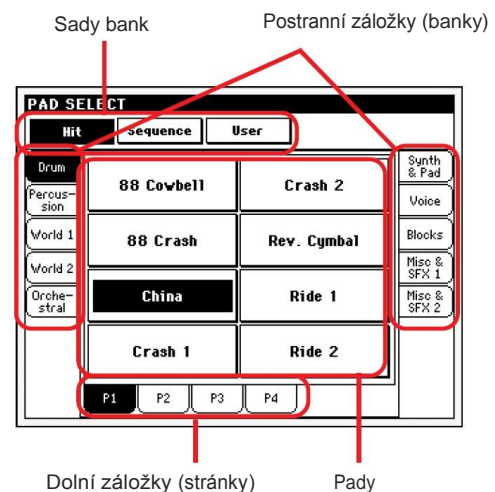 Sady bank
Postranní záložky (banky)
PAD SELECT
Hit Sequence User
Drum
Percus-
sion
World 1
World 2
Orche-
stral
88 Cowbell Crash 2
88 Crash Rev. Cymbal
China Ride 1
Crash 1 Ride 2
Synth
& Pad
Voice
Blocks
Misc &
SFX 1
Misc &
SFX 2
P1 P2 P3 P4
Dolní záložky (stránky)
Pady